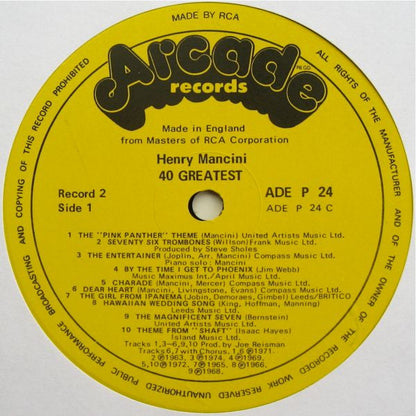 MADE BY RCA
ALL RIGHTS OF THE MANUFACTURER AND OF THE OWNER OF THE RECORDED WORK RESERVED UNAUTHORIZED PUBLIC PERFORMANCE BROADCASTING AND COPYING OF THIS RECORD PROHIBITED
Arcade
records
Made in England
from Masters of RCA Corporation
Henry Mancini
40 GREATEST
Record 2
Side 1
ADE P 24
ADE P 24 C
1 THE "PINK PANTHER" THEME (Mancini) United Artists Music Ltd.
2 SEVENTY SIX TROMBONES (Willson) Frank Music Ltd.
Produced by Steve Sholes
3 THE ENTERTAINER (Joplin, Arr. Mancini) Compass Music Ltd.
Piano solo: Mancini
4 BY THE TIME I GET TO PHOENIX (Jim Webb)
Music Maximus Int./April Music Ltd.
5 CHARADE (Mancini, Mercer) Compass Music Ltd.
6 DEAR HEART (Mancini, Livingstone, Evans) Compass Music Ltd.
7 THE GIRL FROM IPANEMA (Jobin, Demoraes, Gimbel) Leeds/BRITICO
8 HAWAIIAN WEDDING SONG (King, Hoffman, Manning)
Leeds Music Ltd.
9 THE MAGNIFICENT SEVEN (Bernstein)
United Artists Music Ltd.
10 THEME FROM "SHAFT" (Isaac Hayes)
Island Music Ltd.
Tracks 1,3–6,9,10 Prod. by Joe Reisman
Tracks 6,7 with Chorus. 1,6 ℗1971.
2 ℗1963, 3 ℗1974, 4 ℗1969,
5,10 ℗1972, 7 ℗1965, 8 ℗1966.
9 ℗1968.